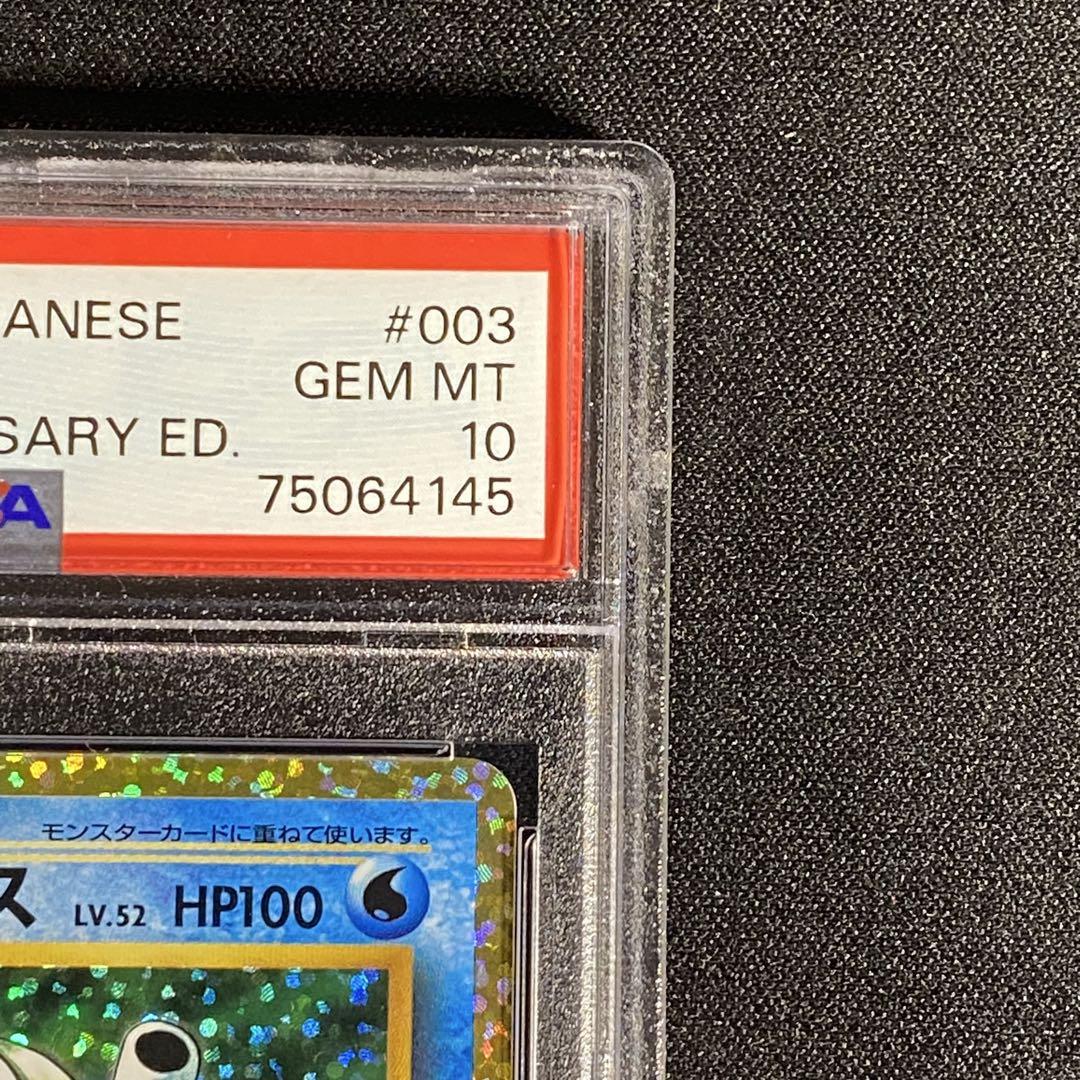 ANESE #003
GEM MT
SARY ED. 10
75064145
A
モンスターカードに重ねて使います。
ス LV.52 HP100